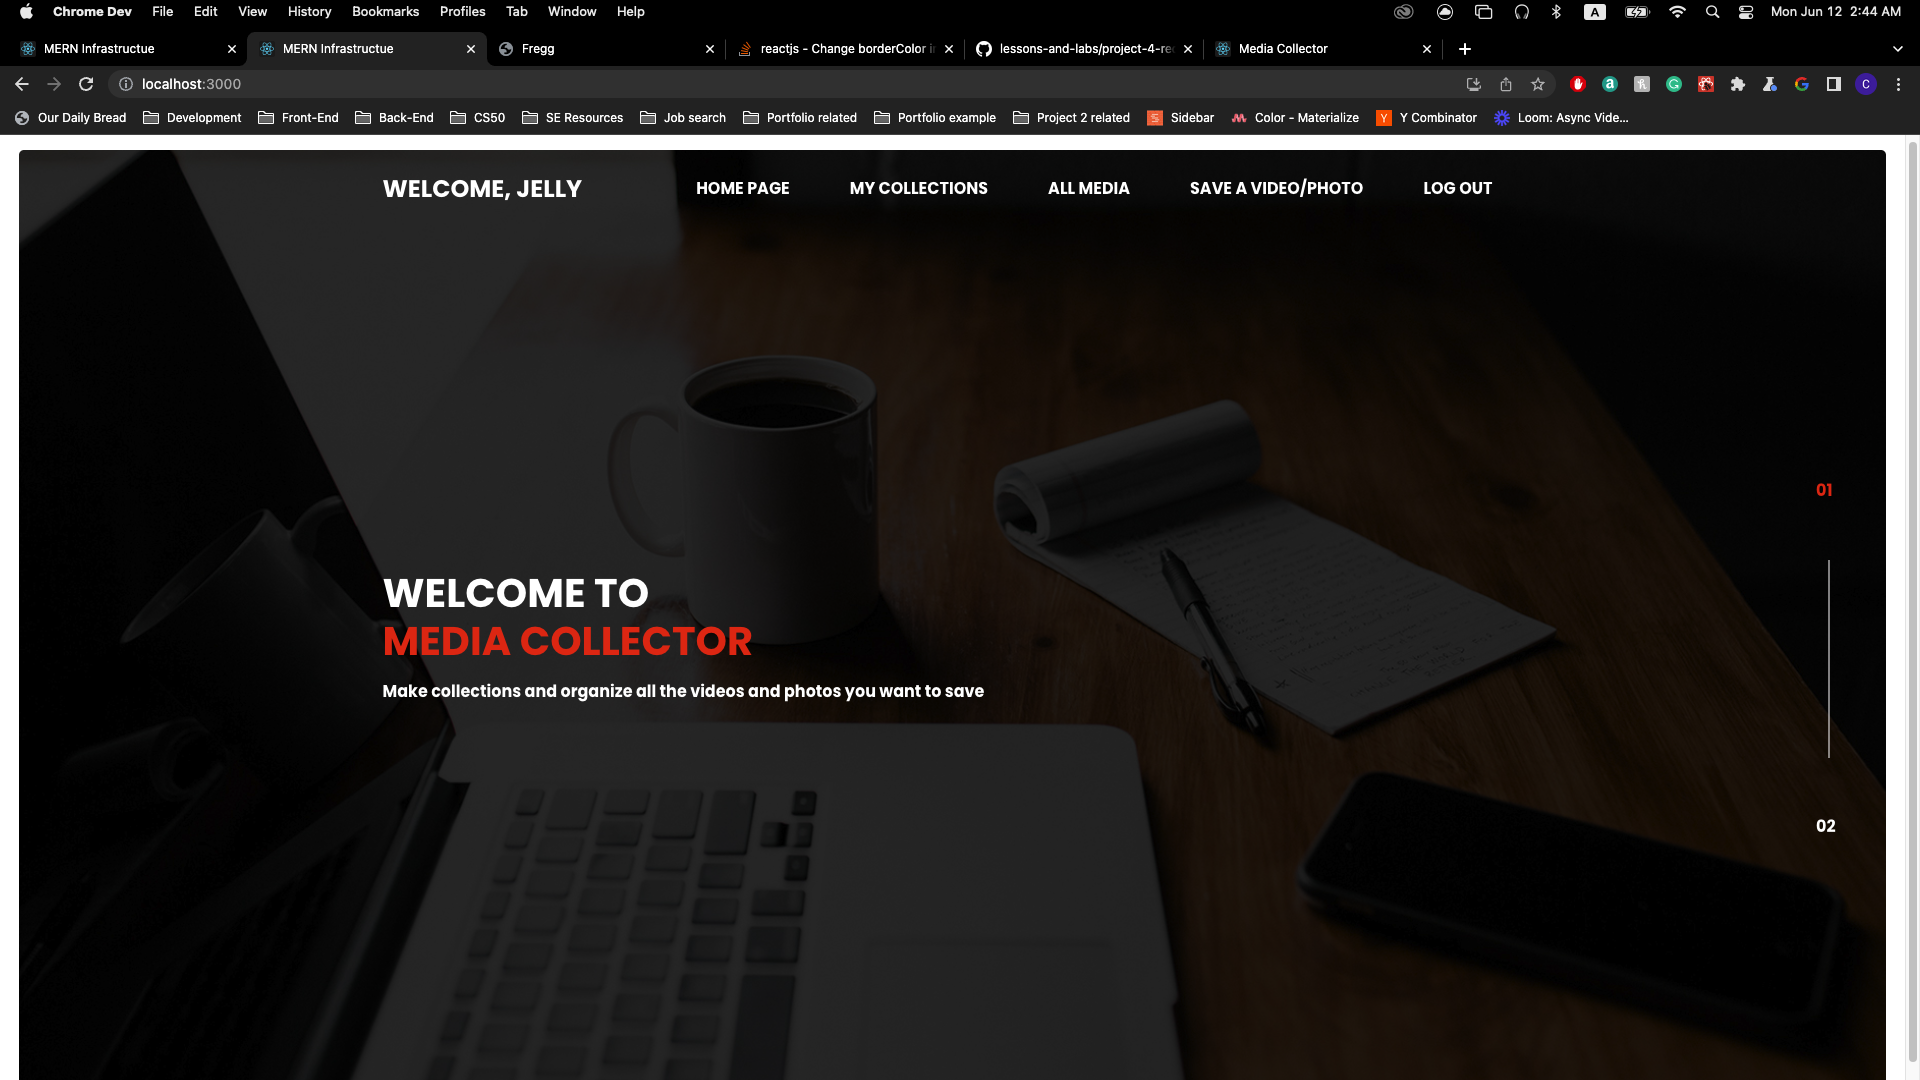 Chrome Dev File Edit View History Bookmarks Profiles Tab Window Help A Mon Jun 12 2:44 AM
MERN Infrastructue MERN Infrastructue Fregg reactjs - Change borderColor i lessons-and-labs/project-4-re Media Collector
localhost:3000
Our Daily Bread Development Front-End Back-End CS50 SE Resources Job search Portfolio related Portfolio example Project 2 related Sidebar Color - Materialize Y Combinator Loom: Async Vide...
WELCOME, JELLY HOME PAGE MY COLLECTIONS ALL MEDIA SAVE A VIDEO/PHOTO LOG OUT
01
WELCOME TO
MEDIA COLLECTOR
Make collections and organize all the videos and photos you want to save
02